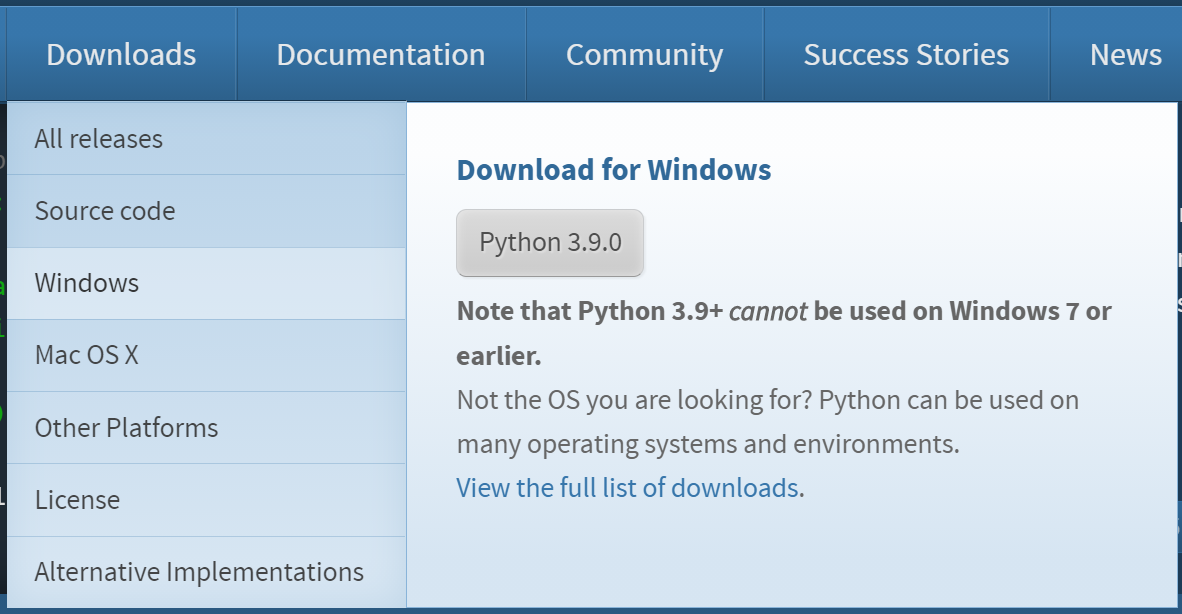 Downloads Documentation Community Success Stories News
All releases
Source code
Windows
Mac OS X
Other Platforms
License
Alternative Implementations
Download for Windows
Python 3.9.0
Note that Python 3.9+ cannot be used on Windows 7 or
earlier.
Not the OS you are looking for? Python can be used on
many operating systems and environments.
View the full list of downloads.